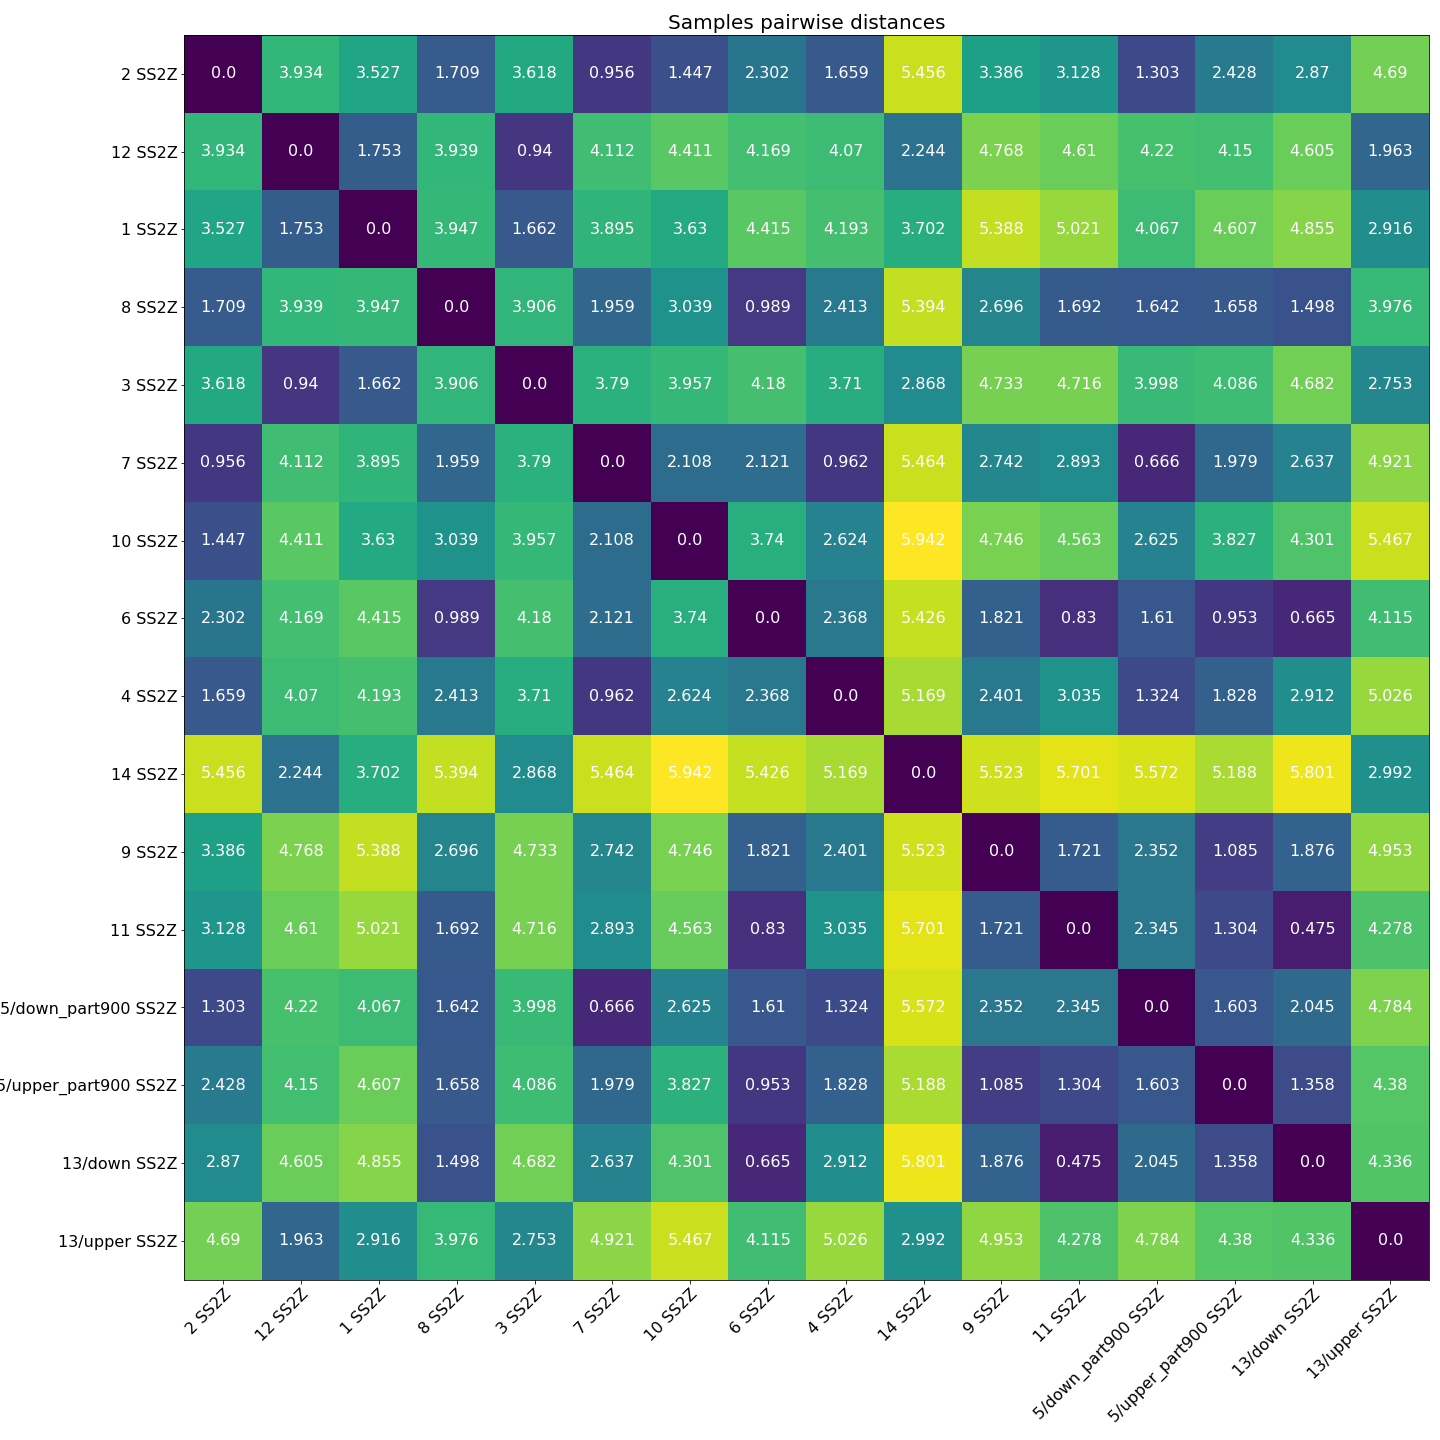 Samples pairwise distances
2 SS2Z 0.0 3.934 3.527 1.709 3.618 0.956 1.447 2.302 1.659 5.456 3.386 3.128 1.303 2.428 2.87 4.69
12 SS2Z 3.934 0.0 1.753 3.939 0.94 4.112 4.411 4.169 4.07 2.244 4.768 4.61 4.22 4.15 4.605 1.963
1 SS2Z 3.527 1.753 0.0 3.947 1.662 3.895 3.63 4.415 4.193 3.702 5.388 5.021 4.067 4.607 4.855 2.916
8 SS2Z 1.709 3.939 3.947 0.0 3.906 1.959 3.039 0.989 2.413 5.394 2.696 1.692 1.642 1.658 1.498 3.976
3 SS2Z 3.618 0.94 1.662 3.906 0.0 3.79 3.957 4.18 3.71 2.868 4.733 4.716 3.998 4.086 4.682 2.753
7 SS2Z 0.956 4.112 3.895 1.959 3.79 0.0 2.108 2.121 0.962 5.464 2.742 2.893 0.666 1.979 2.637 4.921
10 SS2Z 1.447 4.411 3.63 3.039 3.957 2.108 0.0 3.74 2.624 5.942 4.746 4.563 2.625 3.827 4.301 5.467
6 SS2Z 2.302 4.169 4.415 0.989 4.18 2.121 3.74 0.0 2.368 5.426 1.821 0.83 1.61 0.953 0.665 4.115
4 SS2Z 1.659 4.07 4.193 2.413 3.71 0.962 2.624 2.368 0.0 5.169 2.401 3.035 1.324 1.828 2.912 5.026
14 SS2Z 5.456 2.244 3.702 5.394 2.868 5.464 5.942 5.426 5.169 0.0 5.523 5.701 5.572 5.188 5.801 2.992
9 SS2Z 3.386 4.768 5.388 2.696 4.733 2.742 4.746 1.821 2.401 5.523 0.0 1.721 2.352 1.085 1.876 4.953
11 SS2Z 3.128 4.61 5.021 1.692 4.716 2.893 4.563 0.83 3.035 5.701 1.721 0.0 2.345 1.304 0.475 4.278
5/down_part900 SS2Z 1.303 4.22 4.067 1.642 3.998 0.666 2.625 1.61 1.324 5.572 2.352 2.345 0.0 1.603 2.045 4.784
5/upper_part900 SS2Z 2.428 4.15 4.607 1.658 4.086 1.979 3.827 0.953 1.828 5.188 1.085 1.304 1.603 0.0 1.358 4.38
13/down SS2Z 2.87 4.605 4.855 1.498 4.682 2.637 4.301 0.665 2.912 5.801 1.876 0.475 2.045 1.358 0.0 4.336
13/upper SS2Z 4.69 1.963 2.916 3.976 2.753 4.921 5.467 4.115 5.026 2.992 4.953 4.278 4.784 4.38 4.336 0.0
2 SS2Z 12 SS2Z 1 SS2Z 8 SS2Z 3 SS2Z 7 SS2Z 10 SS2Z 6 SS2Z 4 SS2Z 14 SS2Z 9 SS2Z 11 SS2Z 5/down_part900 SS2Z 5/upper_part900 SS2Z 13/down SS2Z 13/upper SS2Z